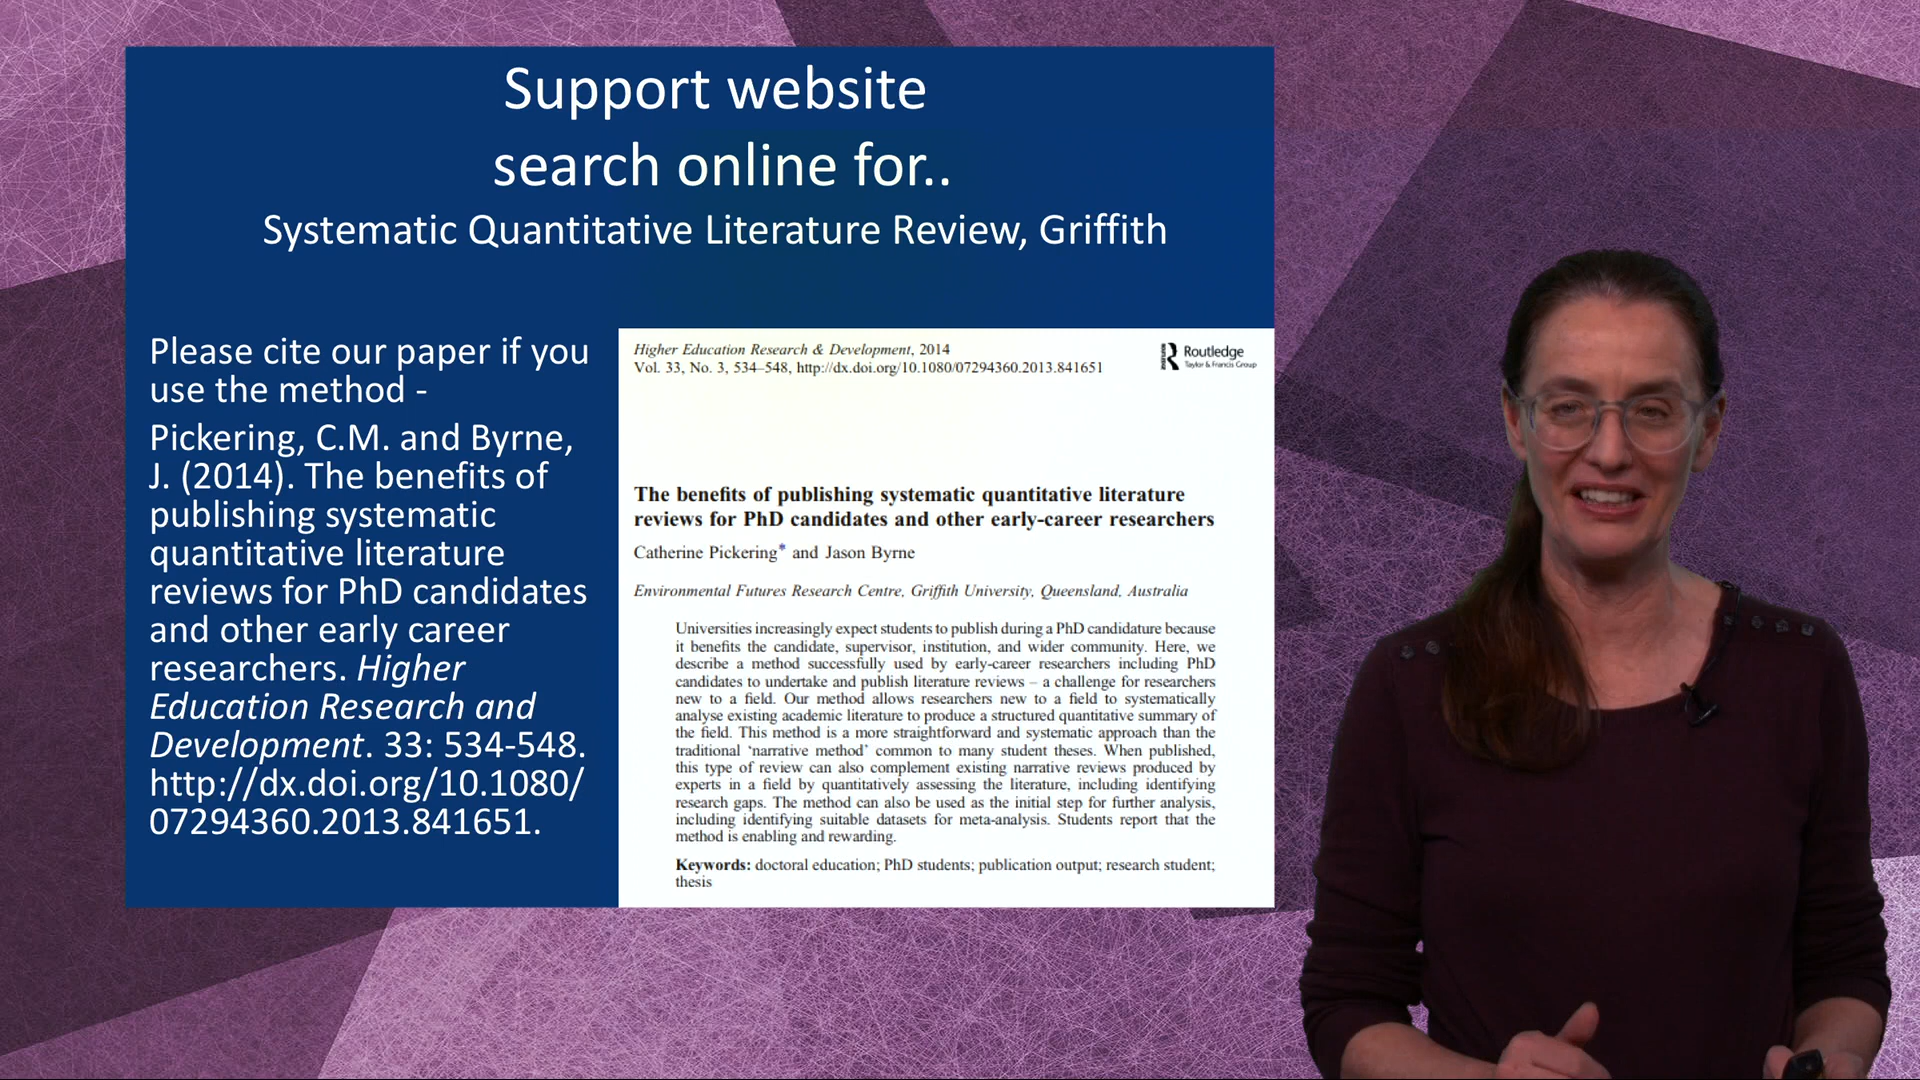 Support website
search online for..
Systematic Quantitative Literature Review, Griffith
Please cite our paper if you
use the method -
Pickering, C.M. and Byrne,
J. (2014). The benefits of
publishing systematic
quantitative literature
reviews for PhD candidates
and other early career
researchers. Higher
Education Research and
Development. 33: 534-548.
http://dx.doi.org/10.1080/
07294360.2013.841651.
Higher Education Research & Development, 2014
Vol. 33, No. 3, 534–548, http://dx.doi.org/10.1080/07294360.2013.841651
Routledge
Taylor & Francis Group
The benefits of publishing systematic quantitative literature
reviews for PhD candidates and other early-career researchers
Catherine Pickering* and Jason Byrne
Environmental Futures Research Centre, Griffith University, Queensland, Australia
Universities increasingly expect students to publish during a PhD candidature because
it benefits the candidate, supervisor, institution, and wider community. Here, we
describe a method successfully used by early-career researchers including PhD
candidates to undertake and publish literature reviews – a challenge for researchers
new to a field. Our method allows researchers new to a field to systematically
analyse existing academic literature to produce a structured quantitative summary of
the field. This method is a more straightforward and systematic approach than the
traditional ‘narrative method’ common to many student theses. When published,
this type of review can also complement existing narrative reviews produced by
experts in a field by quantitatively assessing the literature, including identifying
research gaps. The method can also be used as the initial step for further analysis,
including identifying suitable datasets for meta-analysis. Students report that the
method is enabling and rewarding.
Keywords: doctoral education; PhD students; publication output; research student;
thesis